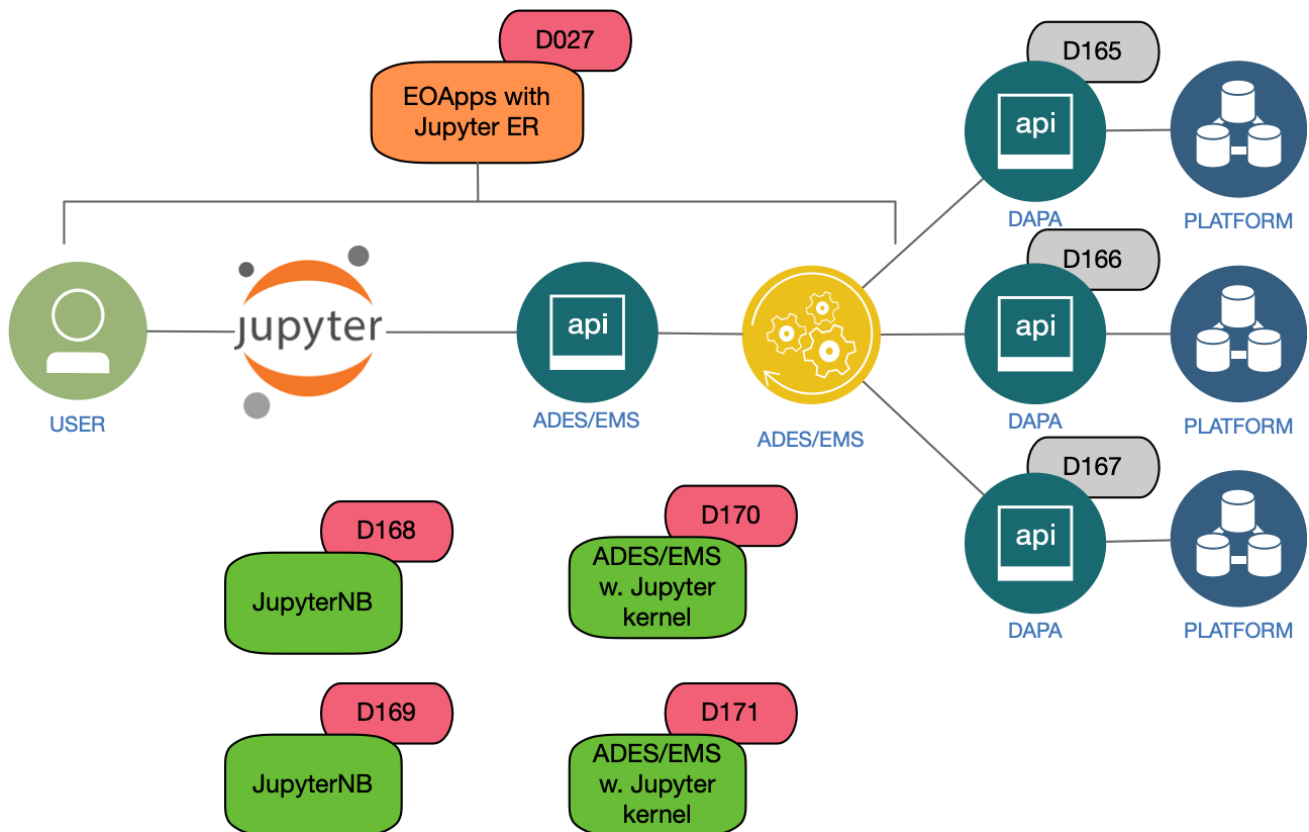 D027
EOApps with
Jupyter ER
D165
api
DAPA
PLATFORM
D166
jupyter
api
api
USER
ADES/EMS
ADES/EMS
DAPA
PLATFORM
D167
api
DAPA
PLATFORM
D168
JupyterNB
D170
ADES/EMS
w. Jupyter
kernel
D169
JupyterNB
D171
ADES/EMS
w. Jupyter
kernel